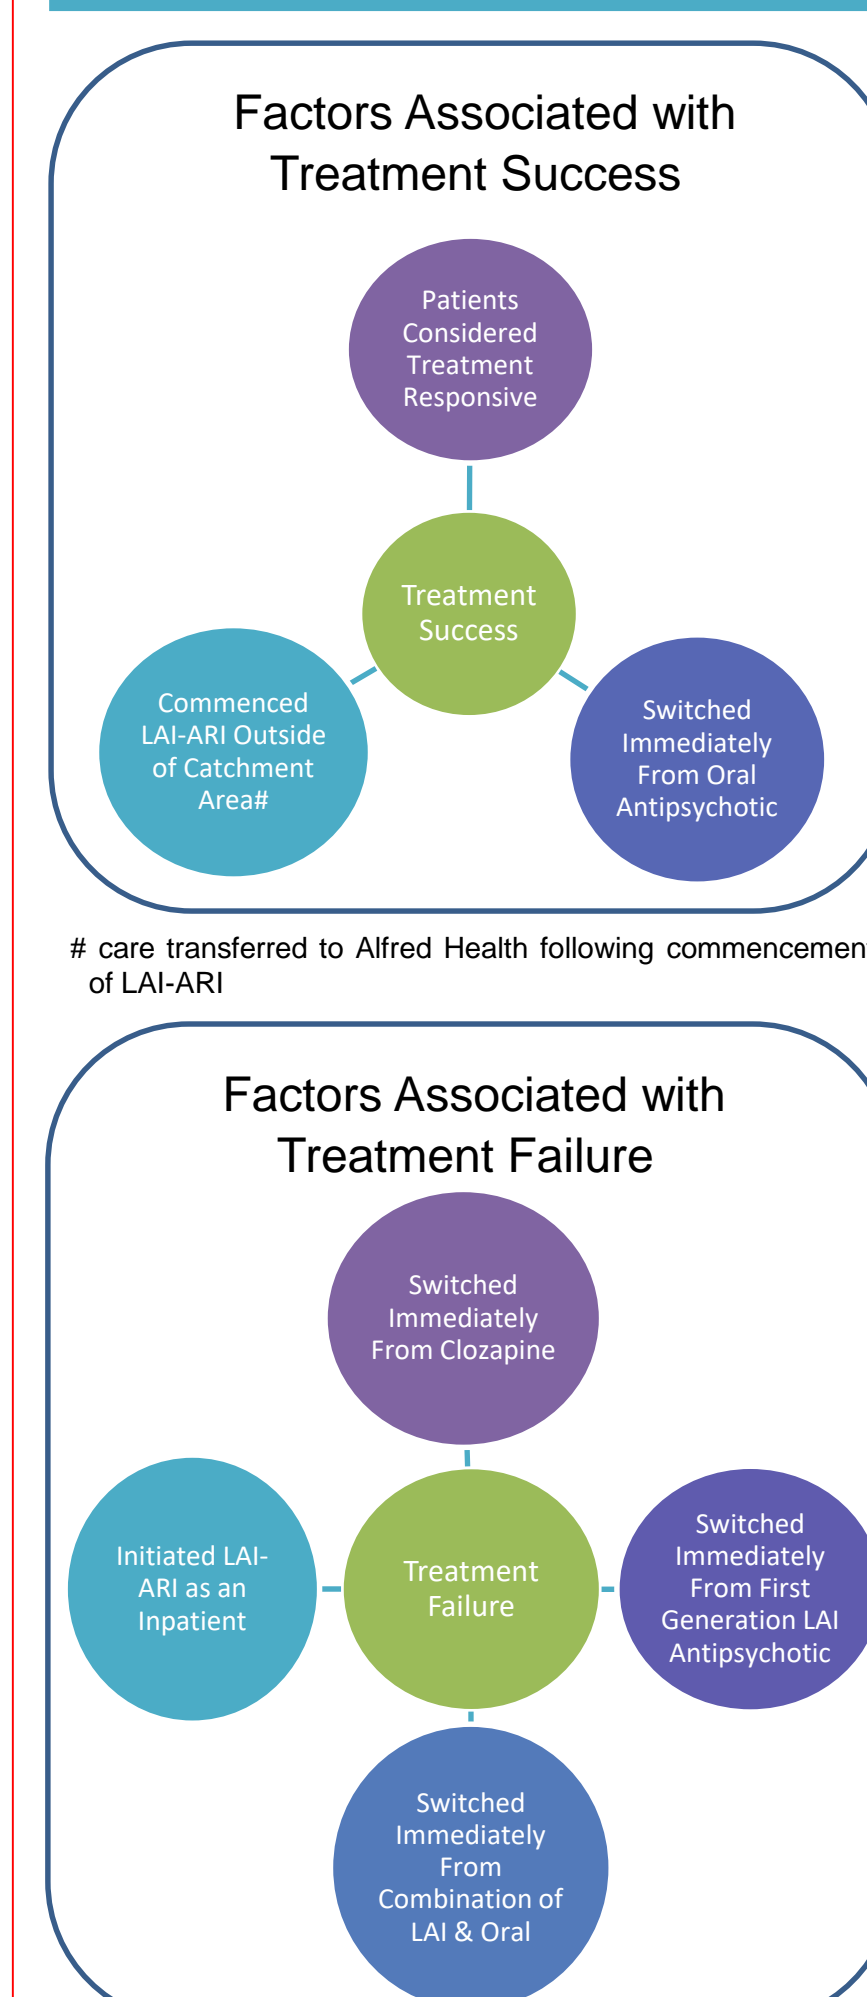 Factors Associated with
Treatment Success
Patients
Considered
Treatment
Responsive
Treatment
Success
Commenced
LAI-ARI Outside
of Catchment
Area#
Switched
Immediately
From Oral
Antipsychotic
# care transferred to Alfred Health following commencement
of LAI-ARI
Factors Associated with
Treatment Failure
Switched
Immediately
From Clozapine
Initiated LAI-
ARI as an
Inpatient
Treatment
Failure
Switched
Immediately
From First
Generation LAI
Antipsychotic
Switched
Immediately
From
Combination of
LAI & Oral